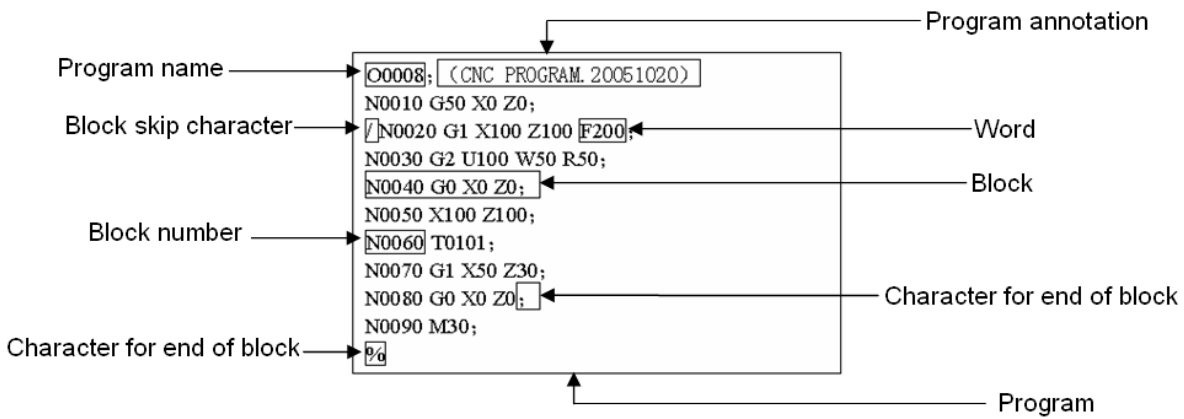 Program annotation
Program name
O0008; (CNC PROGRAM. 20051020)
N0010 G50 X0 Z0;
Block skip character
/N0020 G1 X100 Z100 F200;
Word
N0030 G2 U100 W50 R50;
N0040 G0 X0 Z0;
Block
N0050 X100 Z100;
Block number
N0060 T0101;
N0070 G1 X50 Z30;
N0080 G0 X0 Z0;
Character for end of block
N0090 M30;
Character for end of block
%
Program